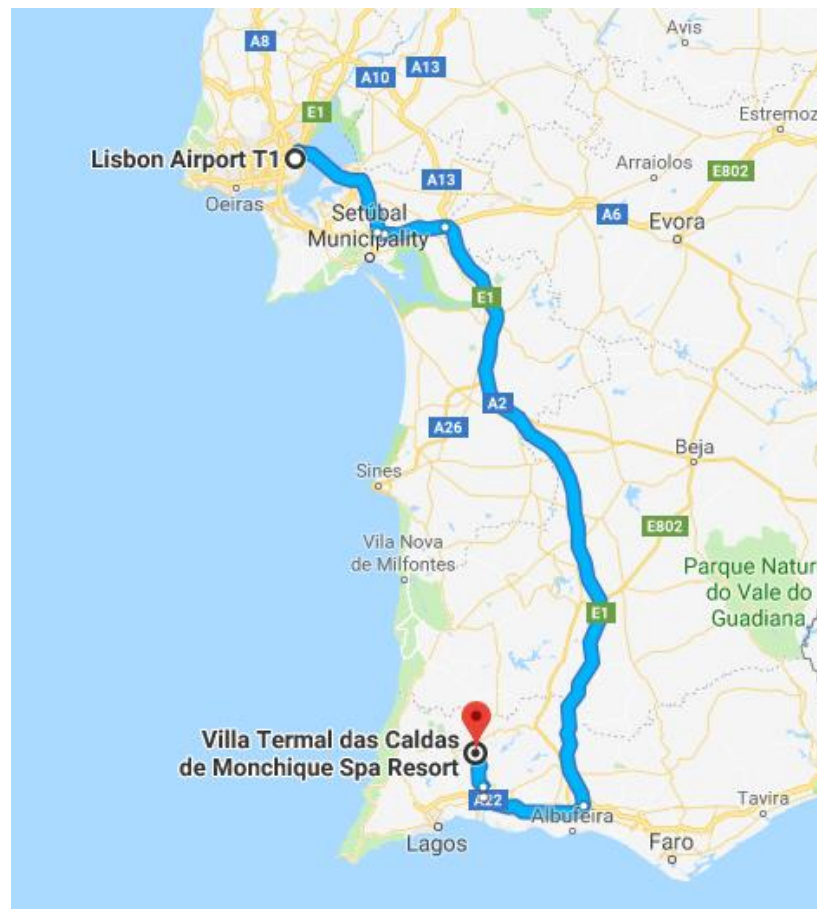 Avis
A8
A13
A10
E1
Estremoz
Lisbon Airport T1
Arraiolos
E802
A13
Oeiras
Setúbal
Municipality
A6
Evora
E1
A2
A26
Beja
Sines
E802
Vila Nova
de Milfontes
Parque Natur
do Vale do
Guadiana
E1
Villa Termal das Caldas
de Monchique Spa Resort
A22
Albufeira
Tavira
Lagos
Faro